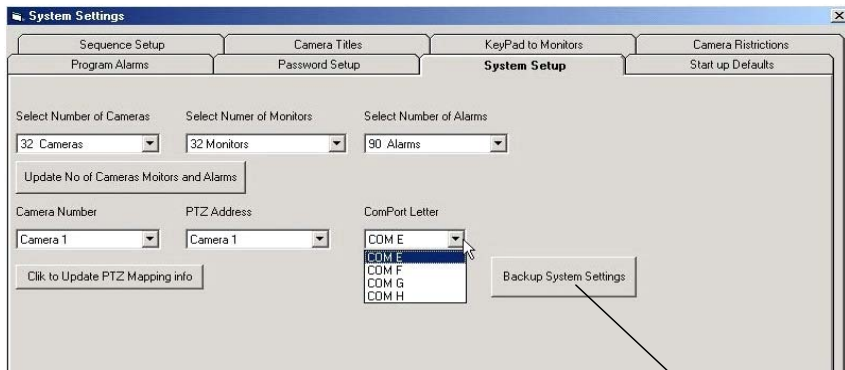 System Settings
Sequence Setup Camera Titles KeyPad to Monitors Camera Ristrictions
Program Alarms Password Setup System Setup Start up Defaults
Select Number of Cameras Select Numer of Monitors Select Number of Alarms
32 Cameras 32 Monitors 90 Alarms
Update No of Cameras Moitors and Alarms
Camera Number PTZ Address ComPort Letter
Camera 1 Camera 1 COM E
COM E
COM F
COM G
COM H
Clik to Update PTZ Mapping info Backup System Settings